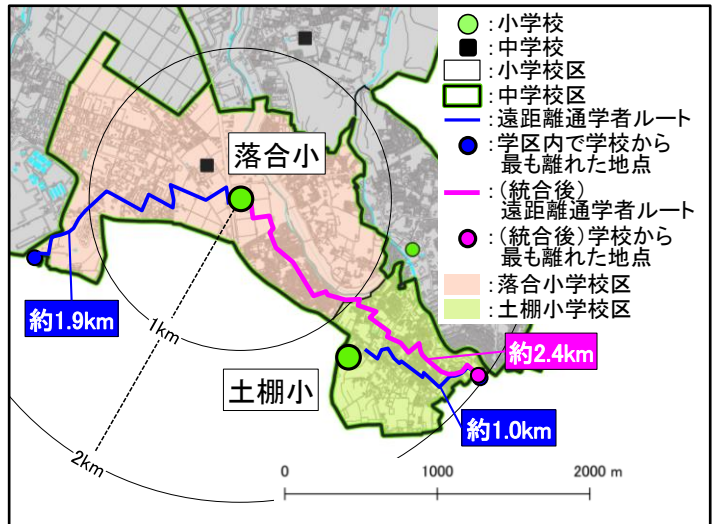 ：小学校
：中学校
：小学校区
：中学校区
：遠距離通学者ルート
：学区内で学校から
最も離れた地点
：（統合後）
遠距離通学者ルート
：（統合後）学校から
最も離れた地点
：落合小学校区
：土棚小学校区
落合小
約1.9km
1km
約2.4km
土棚小
約1.0km
2km
0 1000 2000 m